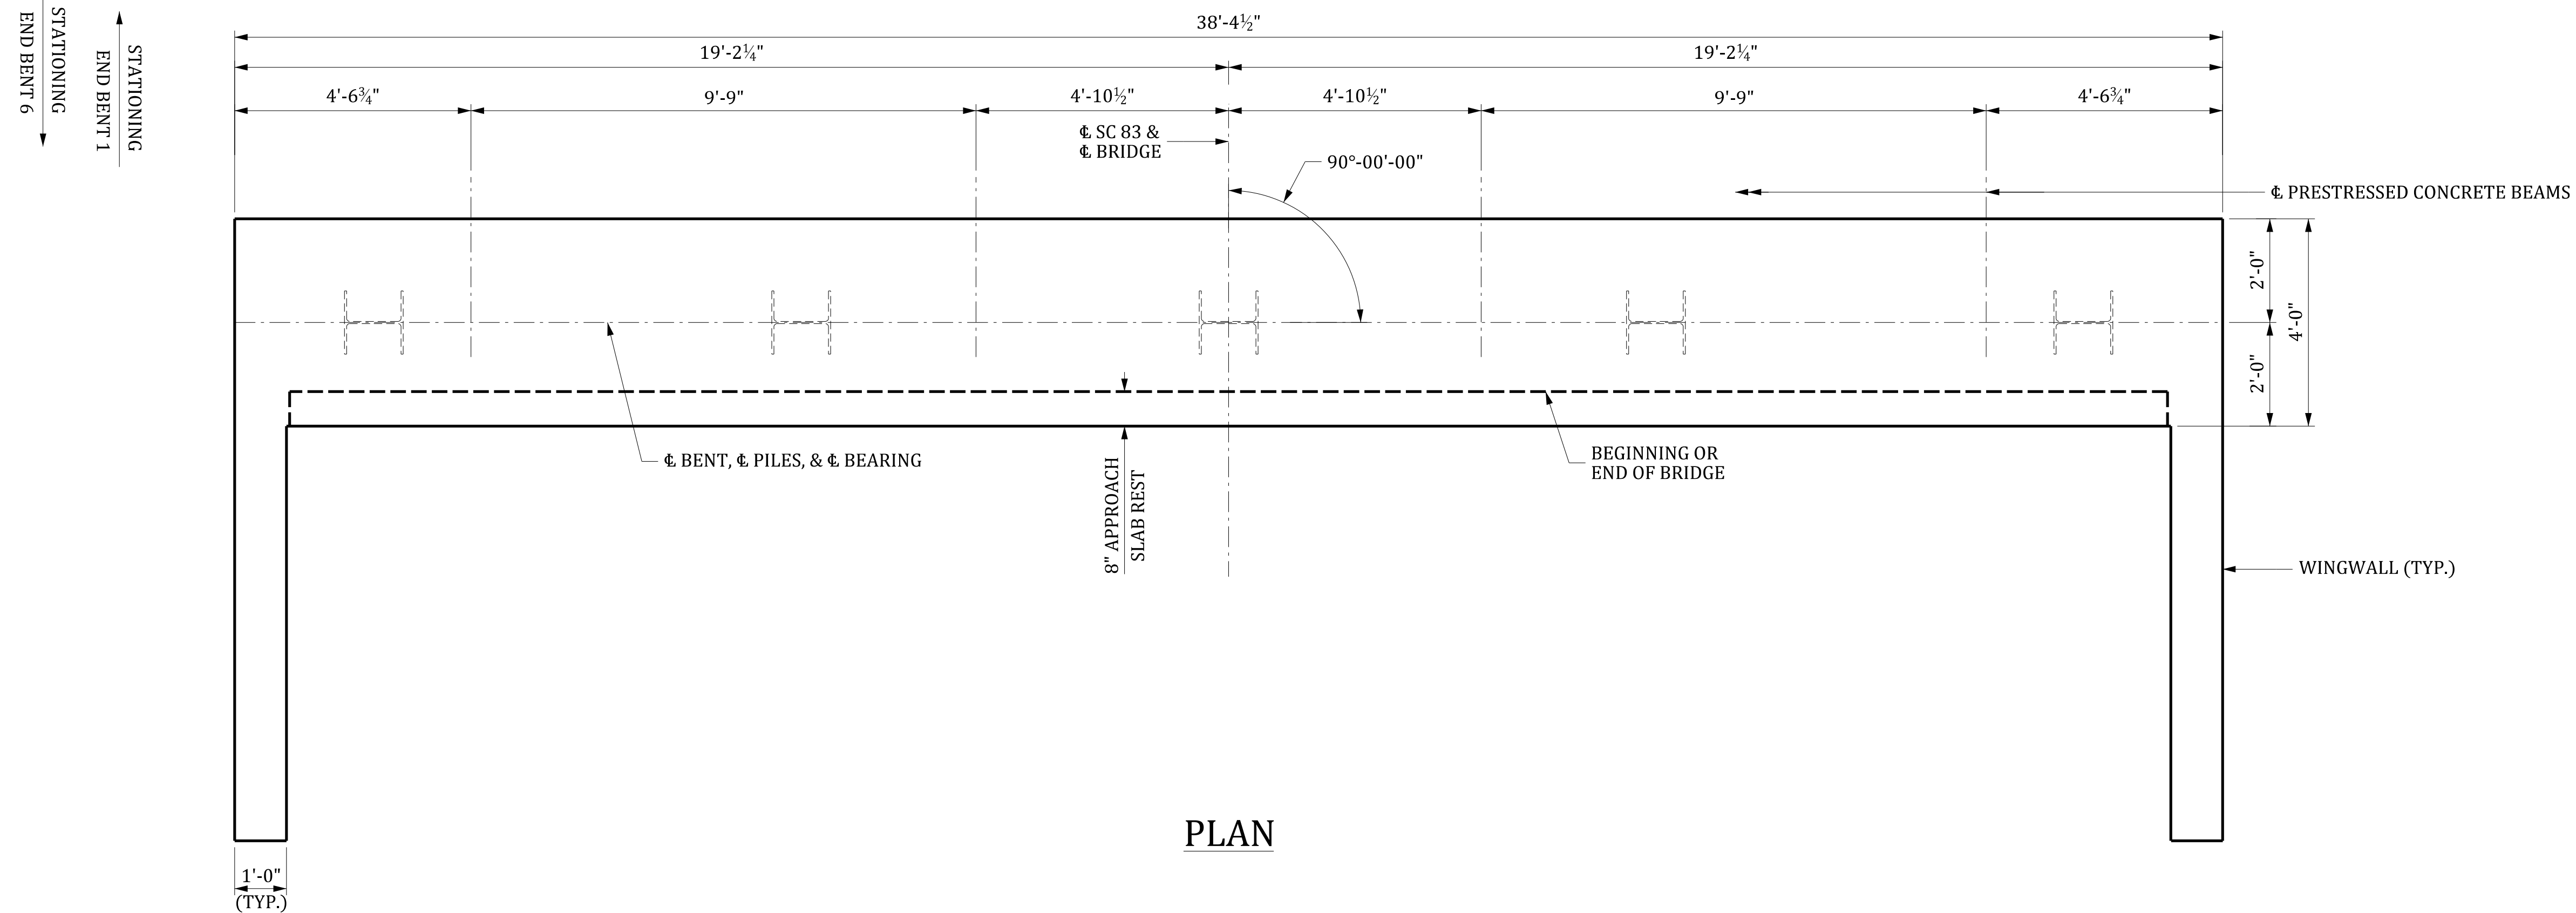 38'-4½"
19'-2¼"
19'-2¼"
4'-6¾"
9'-9"
4'-10½"
4'-10½"
9'-9"
4'-6¾"
STATIONING
END BENT 6
STATIONING
END BENT 1
℄ SC 83 &
℄ BRIDGE
90°-00'-00"
℄ PRESTRESSED CONCRETE BEAMS
2'-0"
4'-0"
2'-0"
℄ BENT, ℄ PILES, & ℄ BEARING
8" APPROACH
SLAB REST
BEGINNING OR
END OF BRIDGE
WINGWALL (TYP.)
PLAN
1'-0"
(TYP.)